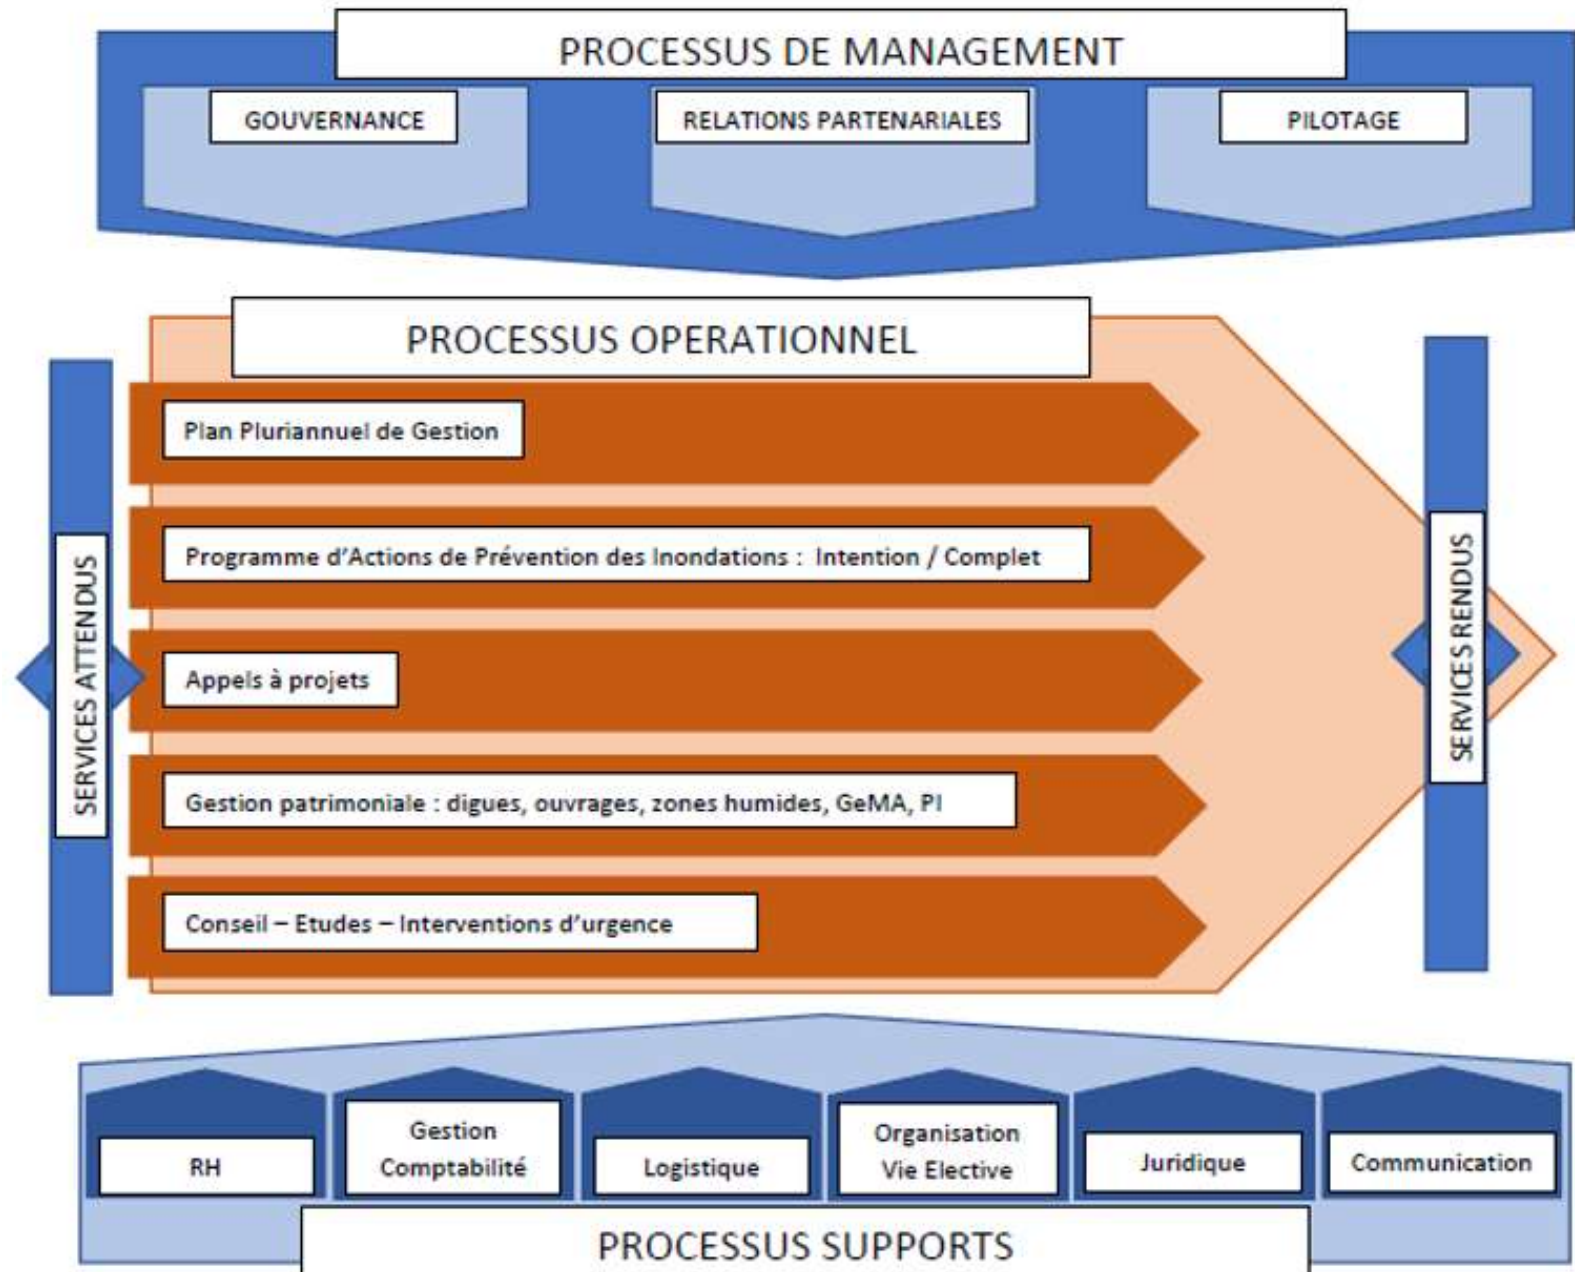 PROCESSUS DE MANAGEMENT
GOUVERNANCE
RELATIONS PARTENARIALES
PILOTAGE
PROCESSUS OPERATIONNEL
SERVICES ATTENDUS
Plan Pluriannuel de Gestion
Programme d'Actions de Prévention des Inondations : Intention / Complet
Appels à projets
Gestion patrimoniale : digues, ouvrages, zones humides, GeMA, PI
Conseil – Etudes – Interventions d'urgence
SERVICES RENDUS
RH
Gestion
Comptabilité
Logistique
Organisation
Vie Elective
Juridique
Communication
PROCESSUS SUPPORTS